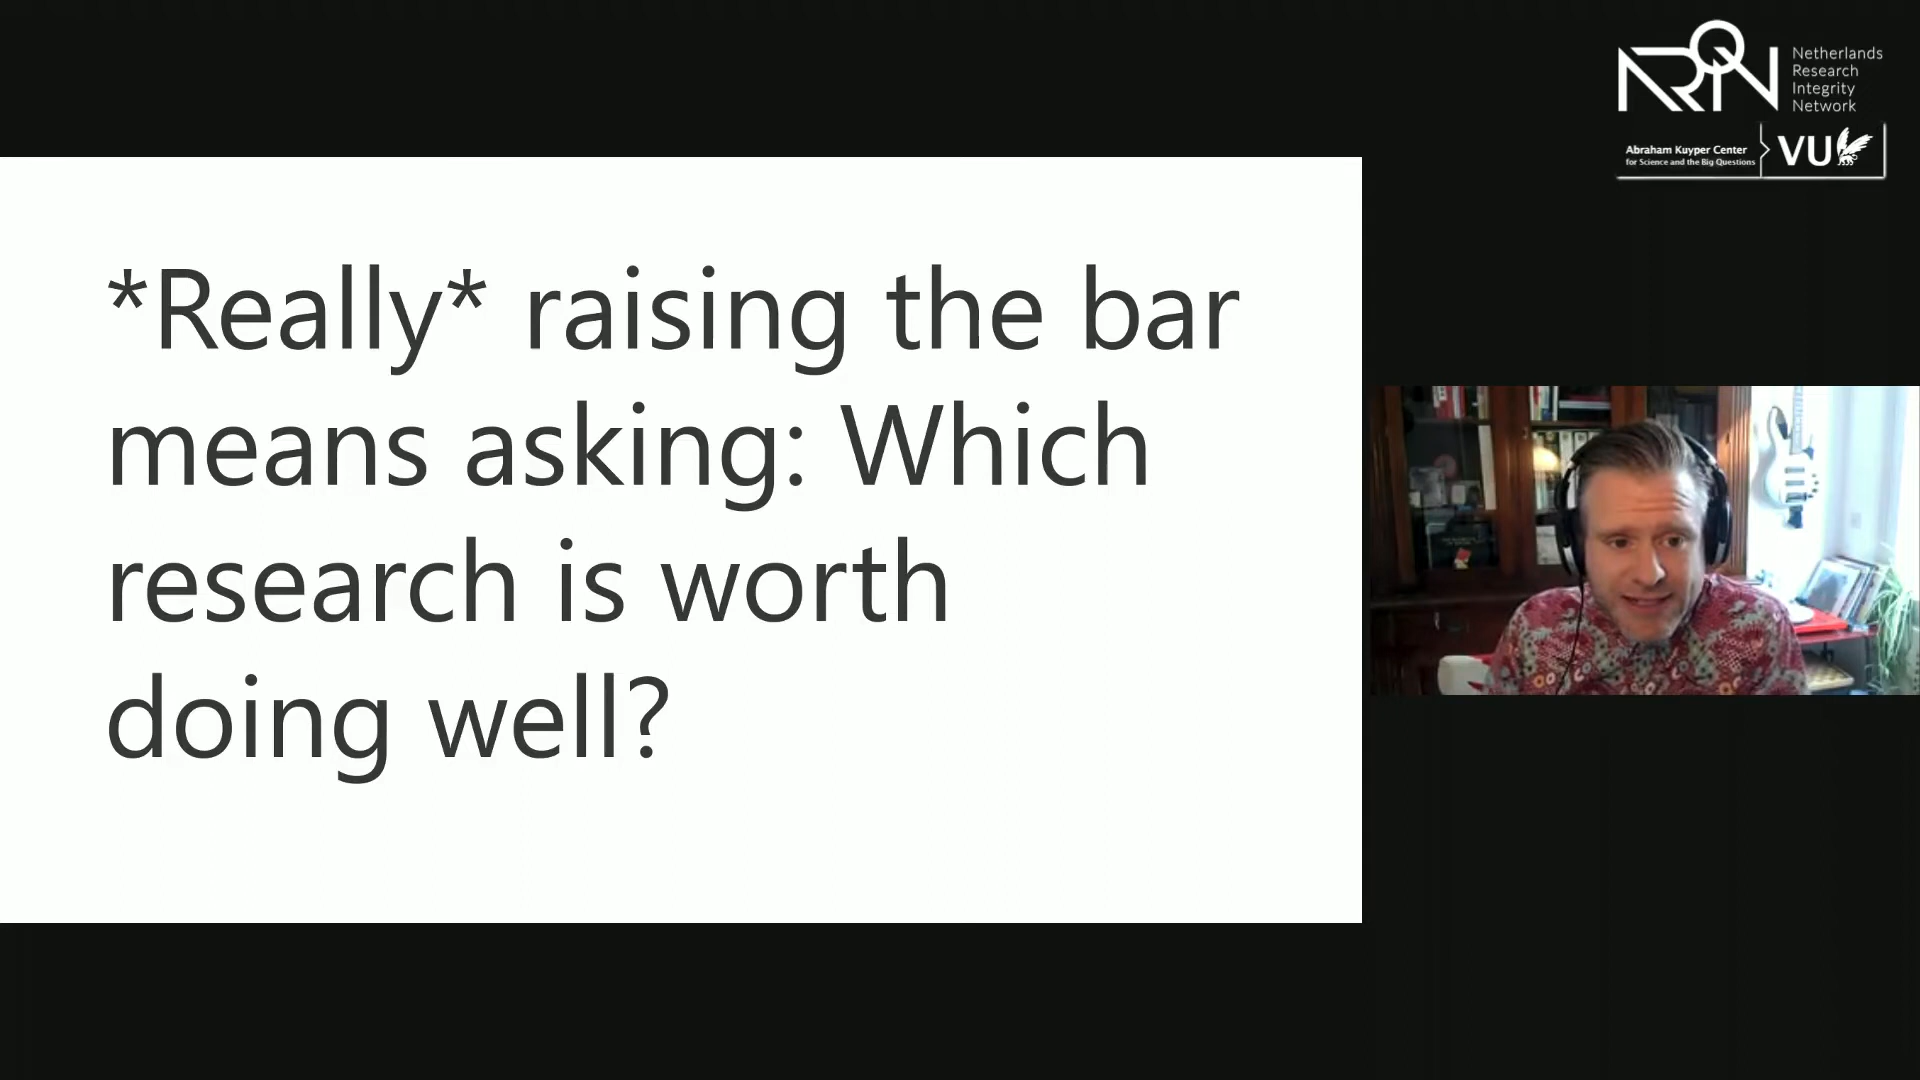 NRIN
Netherlands
Research
Integrity
Network
Abraham Kuyper Center
for Science and the Big Questions
VU
*Really* raising the bar
means asking: Which
research is worth
doing well?